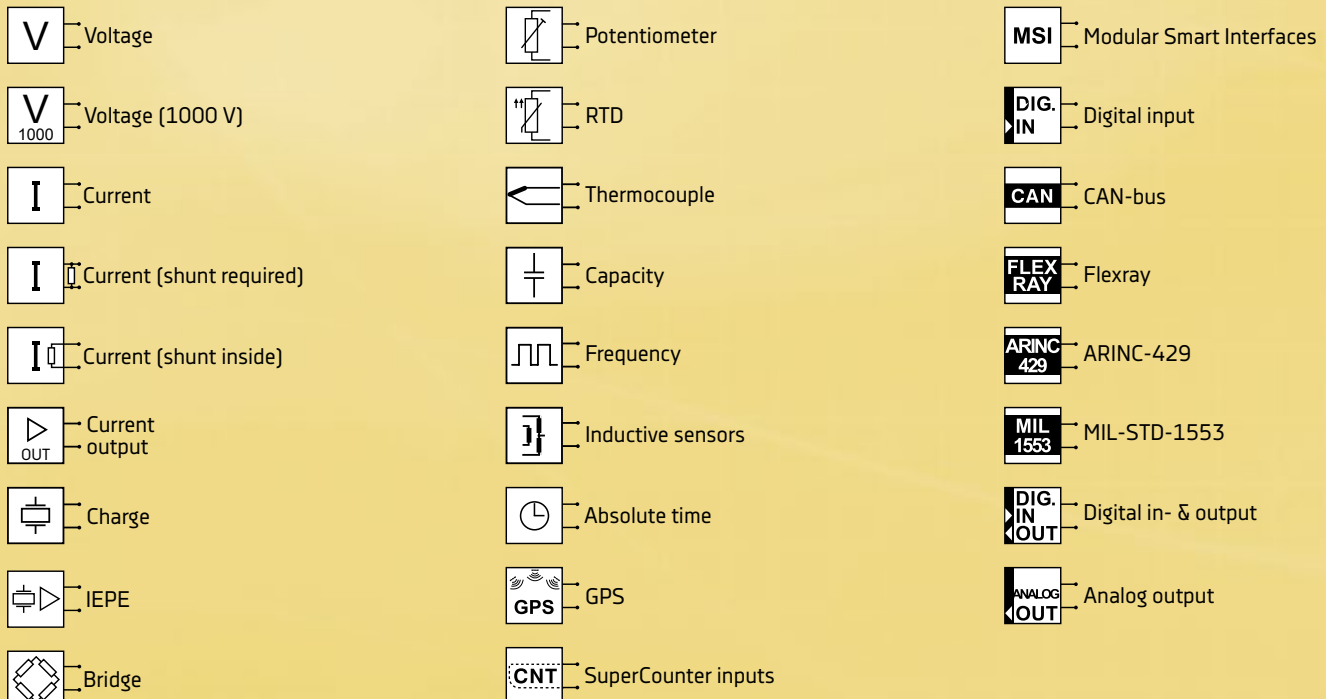 V
Voltage
V
1000
Voltage (1000 V)
I
Current
I
Current (shunt required)
I
Current (shunt inside)
OUT
Current
output
Charge
IEPE
Bridge
Potentiometer
RTD
Thermocouple
Capacity
Frequency
Inductive sensors
Absolute time
GPS
GPS
CNT
SuperCounter inputs
MSI
Modular Smart Interfaces
DIG.
IN
Digital input
CAN
CAN-bus
FLEX
RAY
Flexray
ARINC
429
ARINC-429
MIL
1553
MIL-STD-1553
DIG.
IN
OUT
Digital in- & output
ANALOG
OUT
Analog output